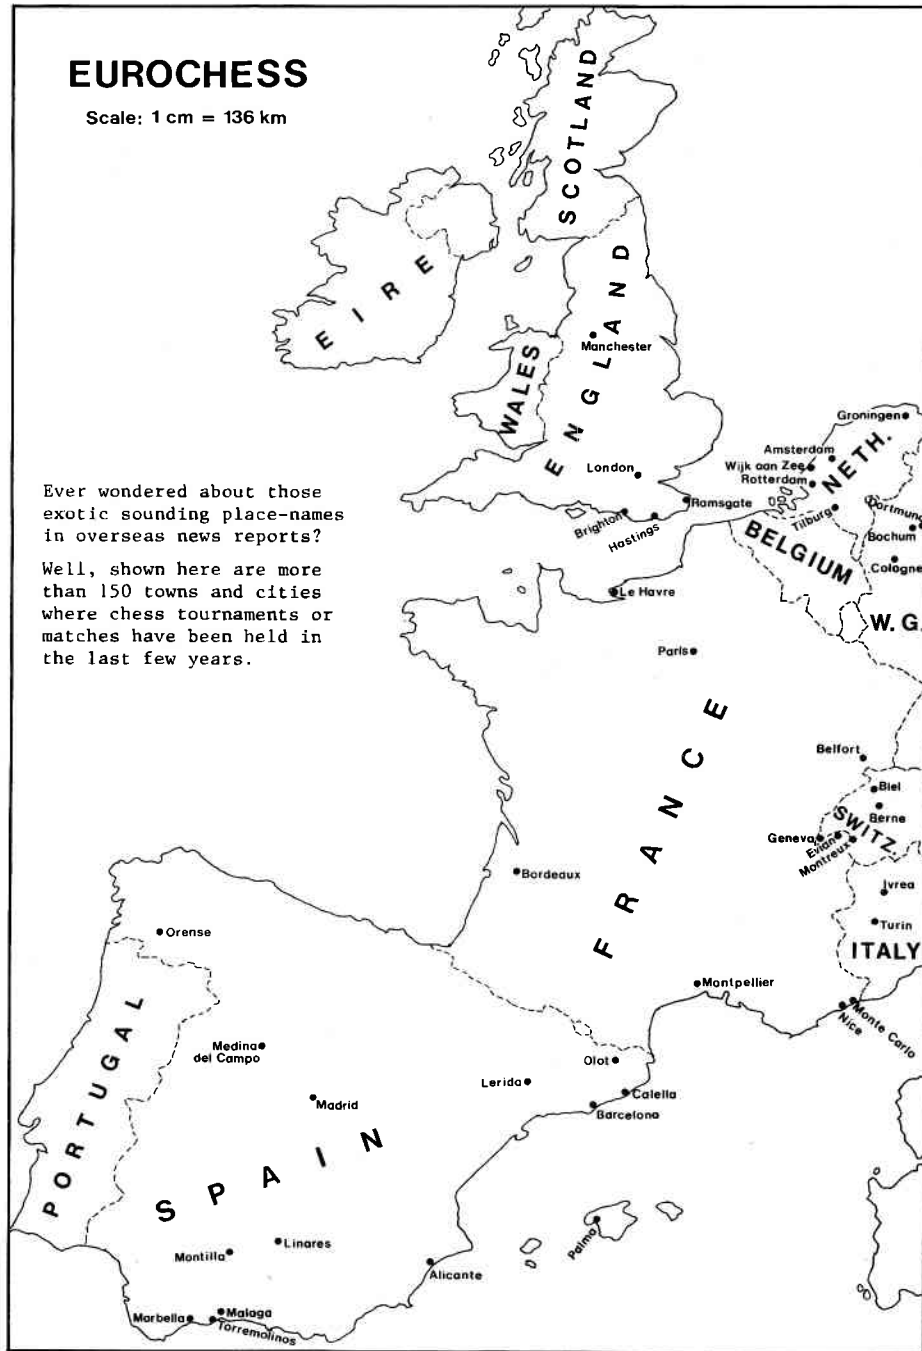 EUROCHESS
Scale: 1 cm = 136 km
SCOTLAND
EIRE
ENGLAND
Manchester
WALES
London
Brighton
Hastings
Ramsgate
Groningen
NETH.
Amsterdam
Wijk aan Zee
Rotterdam
Tilburg
Dortmund
Bochum
Cologne
BELGIUM
W. G.
Ever wondered about those
exotic sounding place-names
in overseas news reports?
Well, shown here are more
than 150 towns and cities
where chess tournaments or
matches have been held in
the last few years.
Le Havre
Paris
FRANCE
Belfort
Biel
Berne
SWITZ.
Geneva
Evian
Montreux
Bordeaux
Ivrea
Turin
ITALY
Montpellier
Monte Carlo
Nice
Orense
PORTUGAL
Medina
del Campo
Madrid
Lerida
Olot
Calella
Barcelona
SPAIN
Palma
Montilla
Linares
Alicante
Marbella
Malaga
Torremolinos